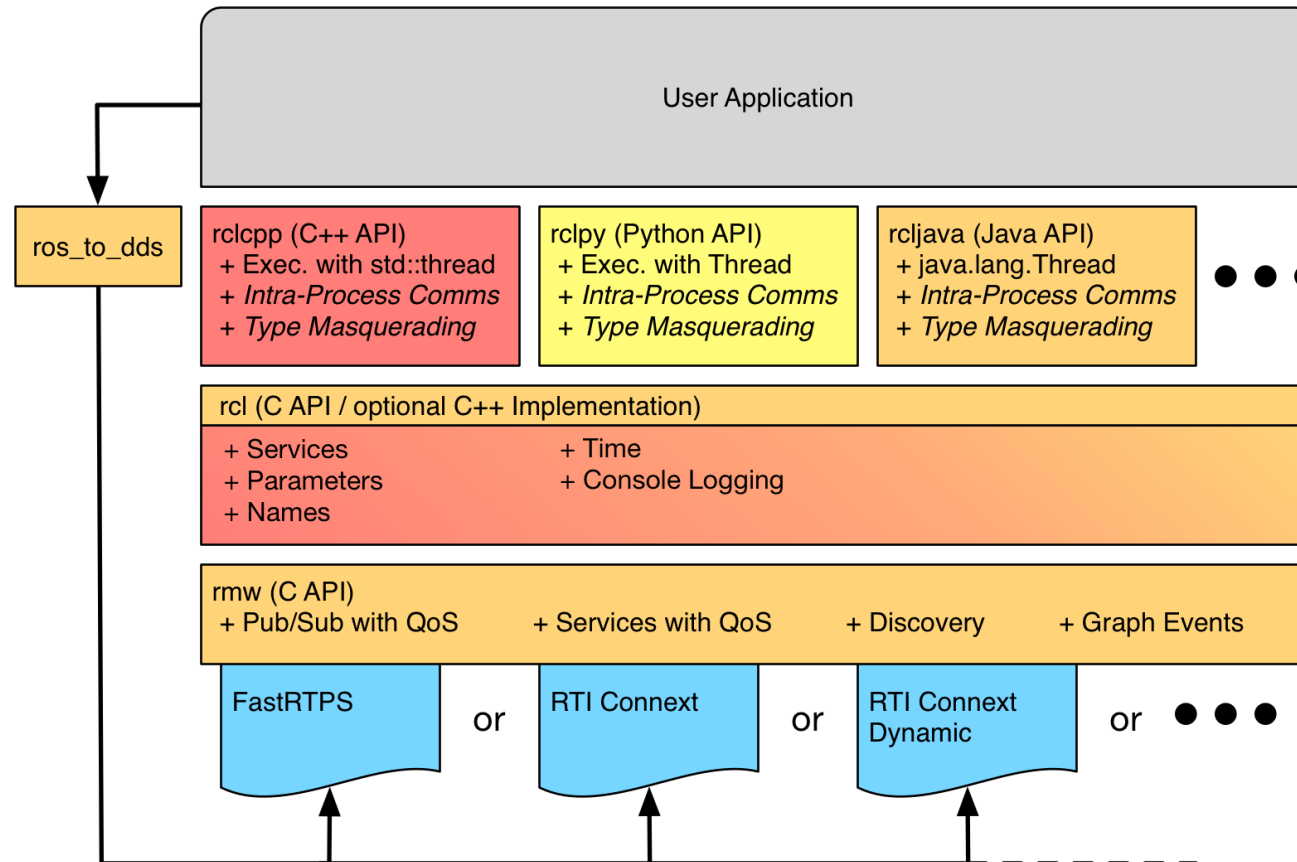 User Application
ros_to_dds
rclcpp (C++ API)
+ Exec. with std::thread
+ Intra-Process Comms
+ Type Masquerading
rclpy (Python API)
+ Exec. with Thread
+ Intra-Process Comms
+ Type Masquerading
rcljava (Java API)
+ java.lang.Thread
+ Intra-Process Comms
+ Type Masquerading
rcl (C API / optional C++ Implementation)
+ Services
+ Parameters
+ Names
+ Time
+ Console Logging
rmw (C API)
+ Pub/Sub with QoS
+ Services with QoS
+ Discovery
+ Graph Events
FastRTPS
or
RTI Connext
or
RTI Connext
Dynamic
or